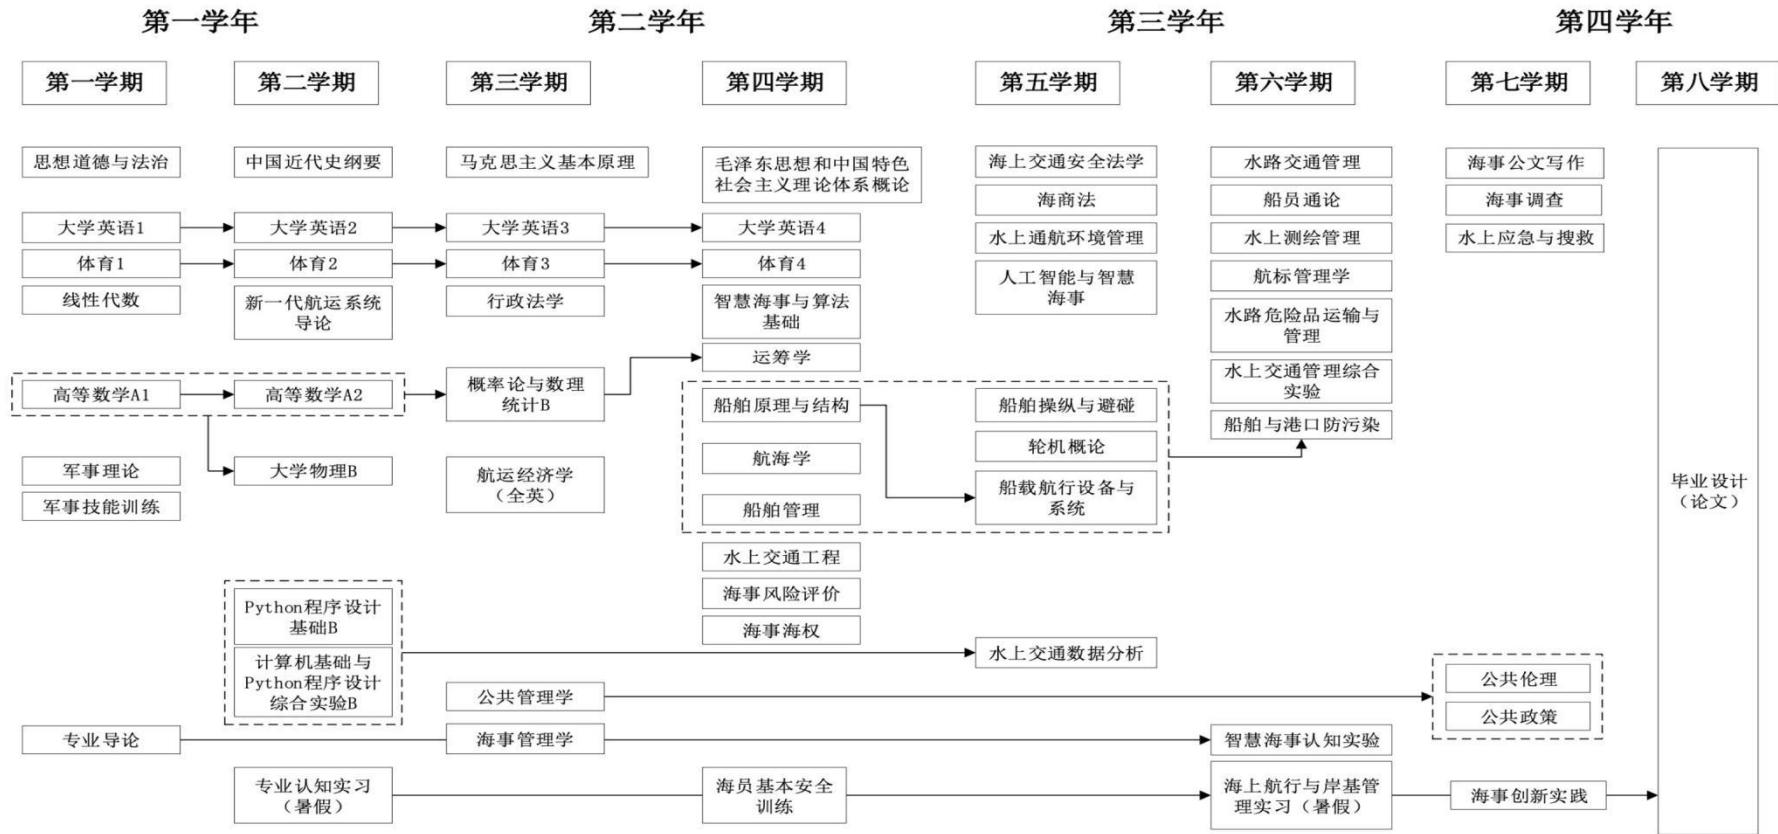 第一学年
第二学年
第三学年
第四学年
第一学期
第二学期
第三学期
第四学期
第五学期
第六学期
第七学期
第八学期
思想道德与法治
大学英语1
体育1
线性代数
高等数学A1
军事理论
军事技能训练
专业导论
中国近代史纲要
大学英语2
体育2
新一代航运系统
导论
高等数学A2
大学物理B
Python程序设计
基础B
计算机基础与
Python程序设计
综合实验B
专业认知实习
（暑假）
马克思主义基本原理
大学英语3
体育3
行政法学
概率论与数理
统计B
航运经济学
（全英）
公共管理学
海事管理学
毛泽东思想和中国特色
社会主义理论体系概论
大学英语4
体育4
智慧海事与算法
基础
运筹学
船舶原理与结构
航海学
船舶管理
水上交通工程
海事风险评价
海事海权
海员基本安全
训练
海上交通安全法学
海商法
水上通航环境管理
人工智能与智慧
海事
船舶操纵与避碰
轮机概论
船载航行设备与
系统
水上交通数据分析
水路交通管理
船员通论
水上测绘管理
航标管理学
水路危险品运输与
管理
水上交通管理综合
实验
船舶与港口防污染
智慧海事认知实验
海上航行与岸基管
理实习（暑假）
海事公文写作
海事调查
水上应急与搜救
公共伦理
公共政策
海事创新实践
毕业设计
（论文）